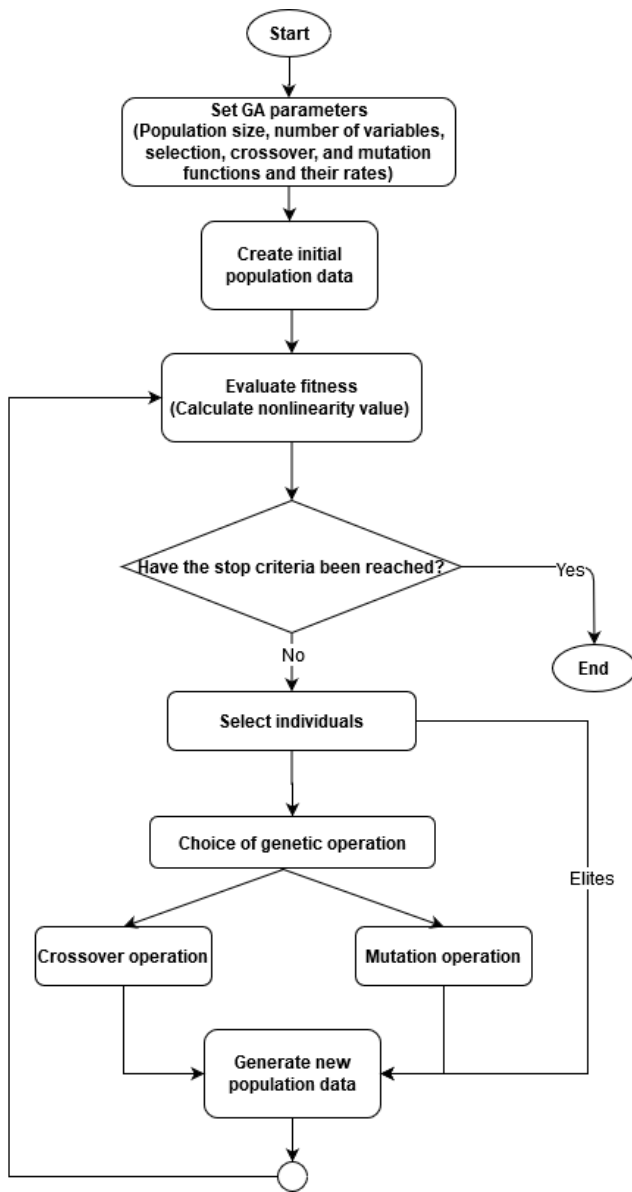 Start
Set GA parameters
(Population size, number of variables,
selection, crossover, and mutation
functions and their rates)
Create initial
population data
Evaluate fitness
(Calculate nonlinearity value)
Have the stop criteria been reached?
Yes
No
End
Select individuals
Choice of genetic operation
Elites
Crossover operation
Mutation operation
Generate new
population data